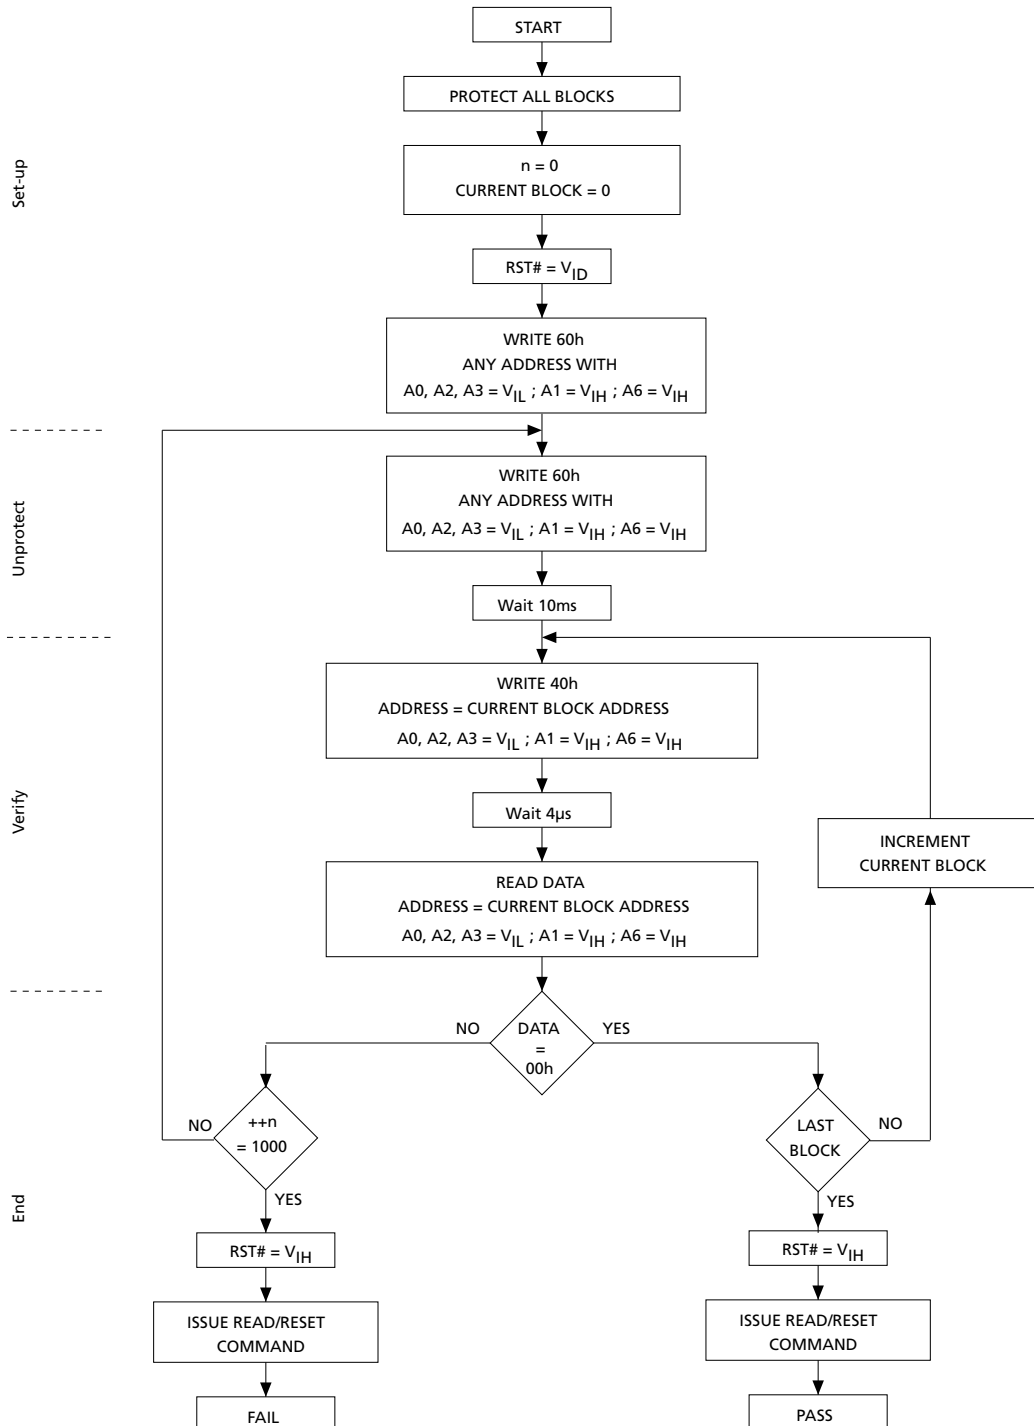 START
PROTECT ALL BLOCKS
Set-up
n = 0
CURRENT BLOCK = 0
RST# = VID
WRITE 60h
ANY ADDRESS WITH
A0, A2, A3 = VIL ; A1 = VIH ; A6 = VIH
Unprotect
WRITE 60h
ANY ADDRESS WITH
A0, A2, A3 = VIL ; A1 = VIH ; A6 = VIH
Wait 10ms
Verify
WRITE 40h
ADDRESS = CURRENT BLOCK ADDRESS
A0, A2, A3 = VIL ; A1 = VIH ; A6 = VIH
Wait 4µs
INCREMENT
CURRENT BLOCK
READ DATA
ADDRESS = CURRENT BLOCK ADDRESS
A0, A2, A3 = VIL ; A1 = VIH ; A6 = VIH
End
NO
DATA
=
00h
YES
NO
++n
= 1000
YES
LAST
BLOCK
NO
YES
RST# = VIH
RST# = VIH
ISSUE READ/RESET
COMMAND
ISSUE READ/RESET
COMMAND
FAIL
PASS